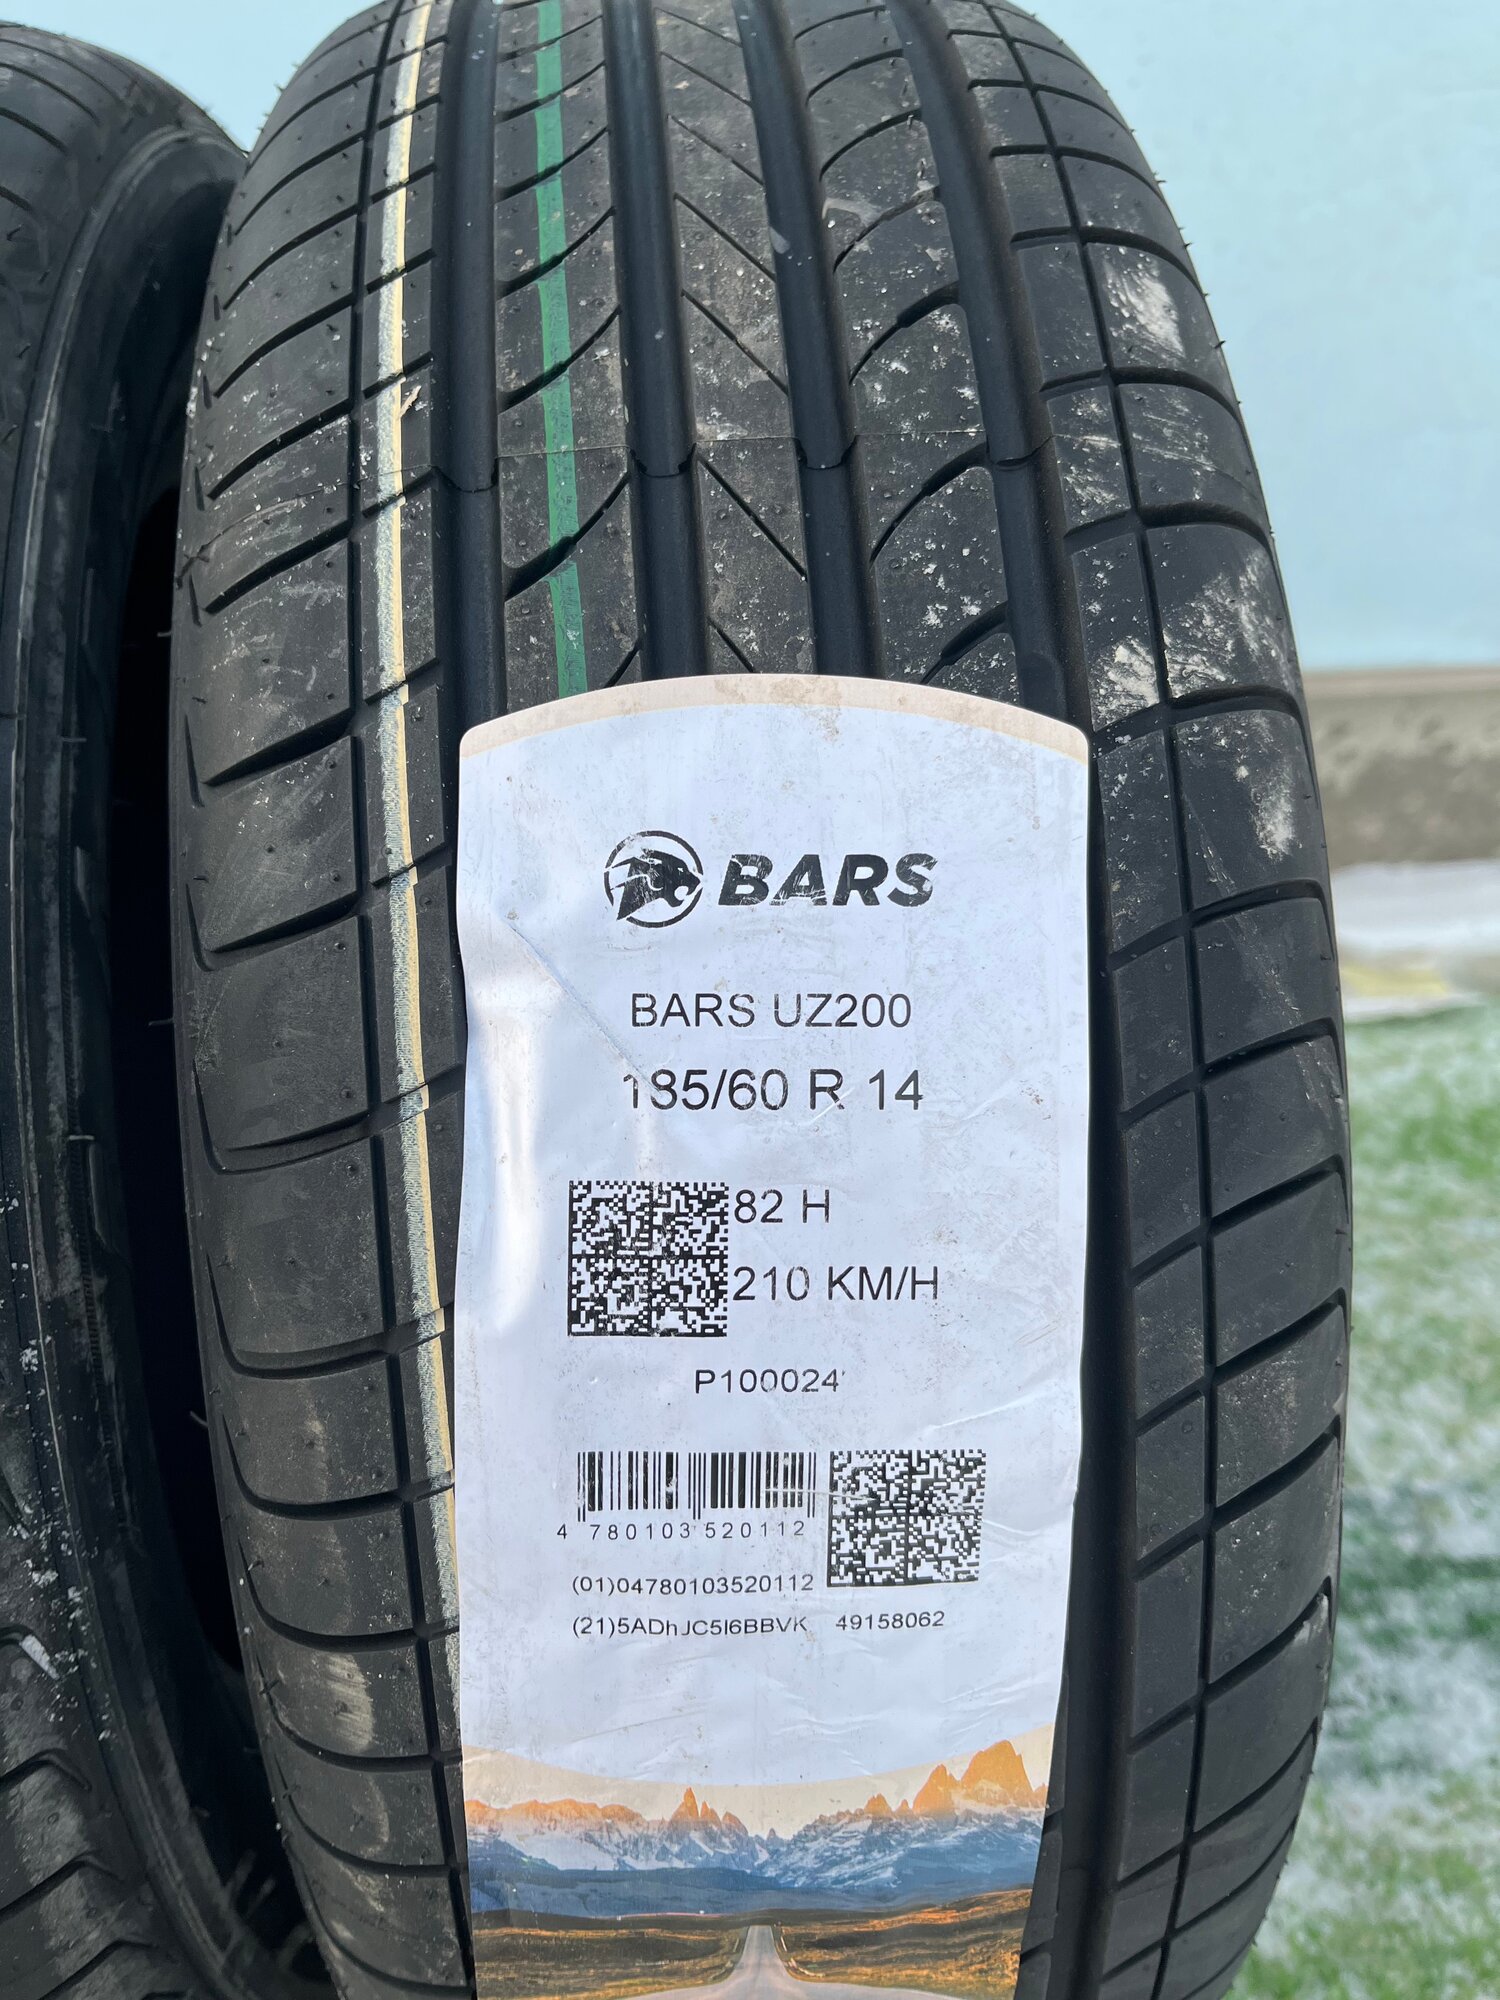 BARS
BARS UZ200
185/60 R 14
82 H
210 KM/H
P100024
4 780103 520112
(01)04780103520112
(21)5ADhJC5I6BBVK 49158062